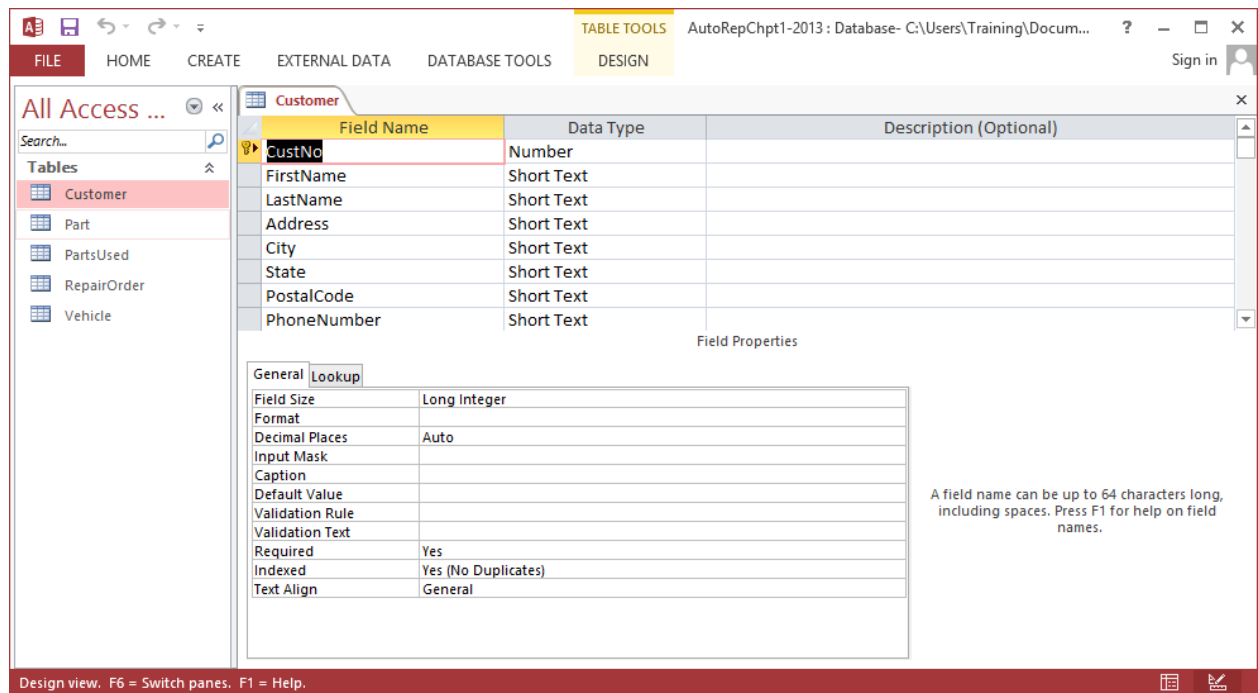 TABLE TOOLS AutoRepChpt1-2013 : Database- C:\Users\Training\Docum... ?
FILE HOME CREATE EXTERNAL DATA DATABASE TOOLS DESIGN Sign in
All Access ... «
Search...
Tables
Customer
Part
PartsUsed
RepairOrder
Vehicle
Customer
Field Name Data Type Description (Optional)
CustNo Number
FirstName Short Text
LastName Short Text
Address Short Text
City Short Text
State Short Text
PostalCode Short Text
PhoneNumber Short Text
Field Properties
General Lookup
Field Size Long Integer
Format
Decimal Places Auto
Input Mask
Caption
Default Value
Validation Rule
Validation Text
Required Yes
Indexed Yes (No Duplicates)
Text Align General
A field name can be up to 64 characters long,
including spaces. Press F1 for help on field
names.
Design view. F6 = Switch panes. F1 = Help.